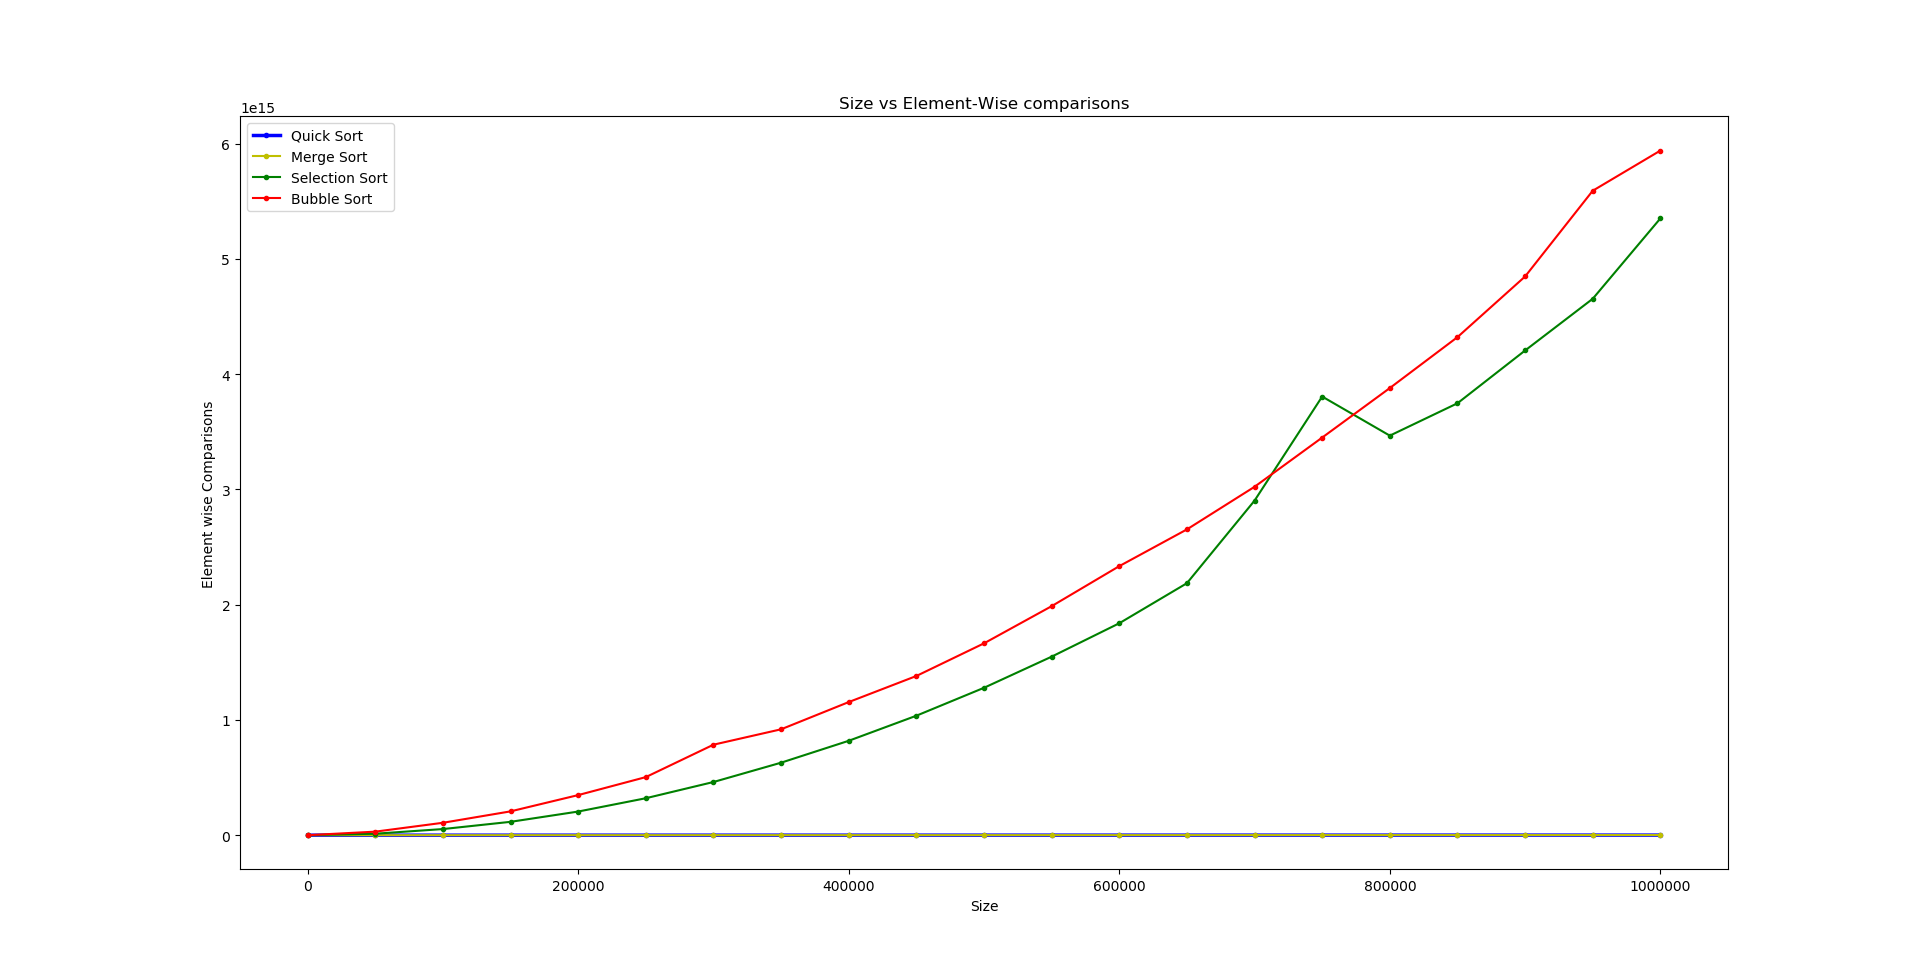 Size vs Element-Wise comparisons
1e15
Quick Sort
Merge Sort
Selection Sort
Bubble Sort
6
5
4
3
2
1
0
Element wise Comparisons
0 200000 400000 600000 800000 1000000
Size